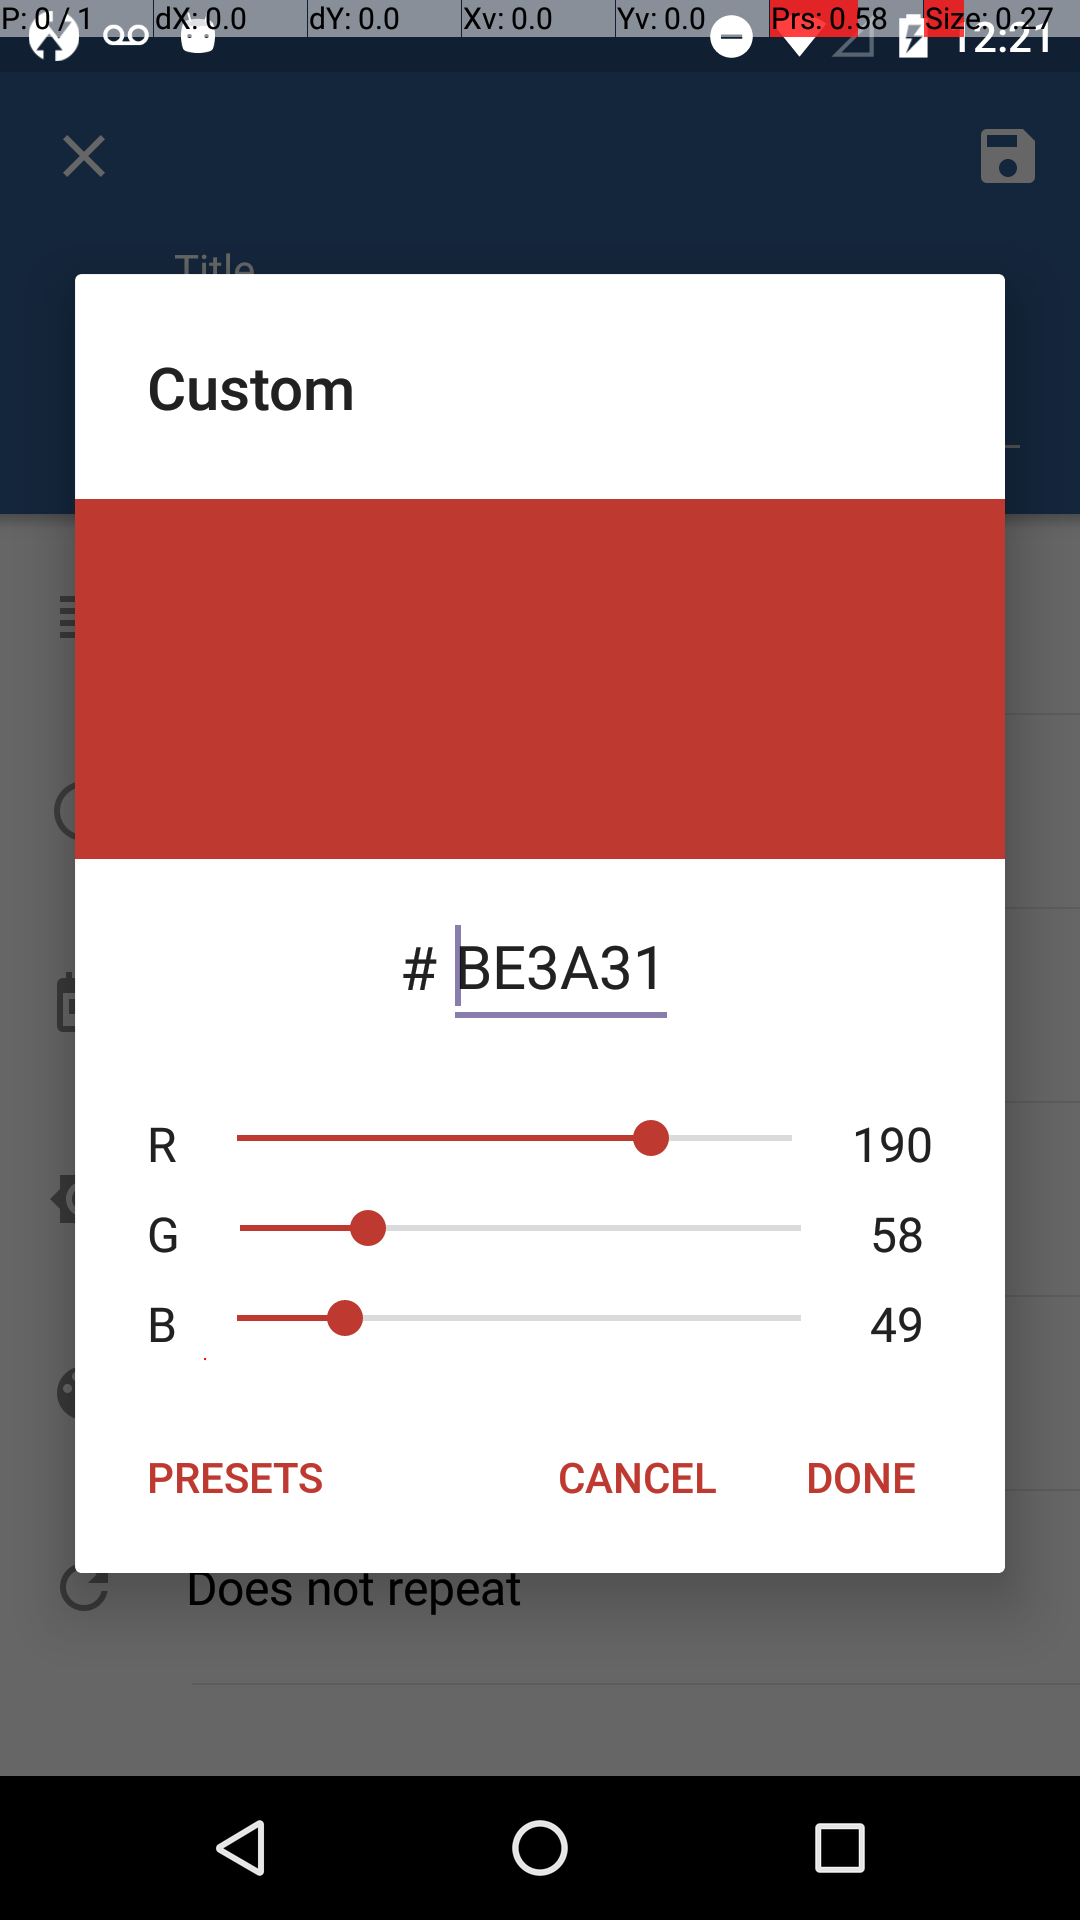 P: 0 / 1 dX: 0.0 dY: 0.0 Xv: 0.0 Yv: 0.0 Prs: 0.58 Size: 0.27
12:21
Title
Custom
# BE3A31
R 190
G 58
B 49
PRESETS CANCEL DONE
Does not repeat